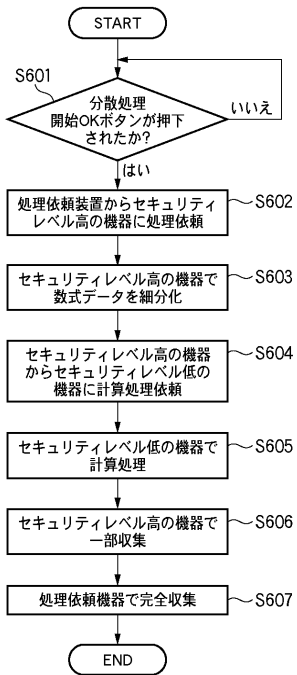 START
S601
分散処理
開始OKボタンが押下
されたか?
いいえ
はい
処理依頼装置からセキュリティ
レベル高の機器に処理依頼
S602
セキュリティレベル高の機器で
数式データを細分化
S603
セキュリティレベル高の機器
からセキュリティレベル低の
機器に計算処理依頼
S604
セキュリティレベル低の機器で
計算処理
S605
セキュリティレベル高の機器で
一部収集
S606
処理依頼機器で完全収集
S607
END